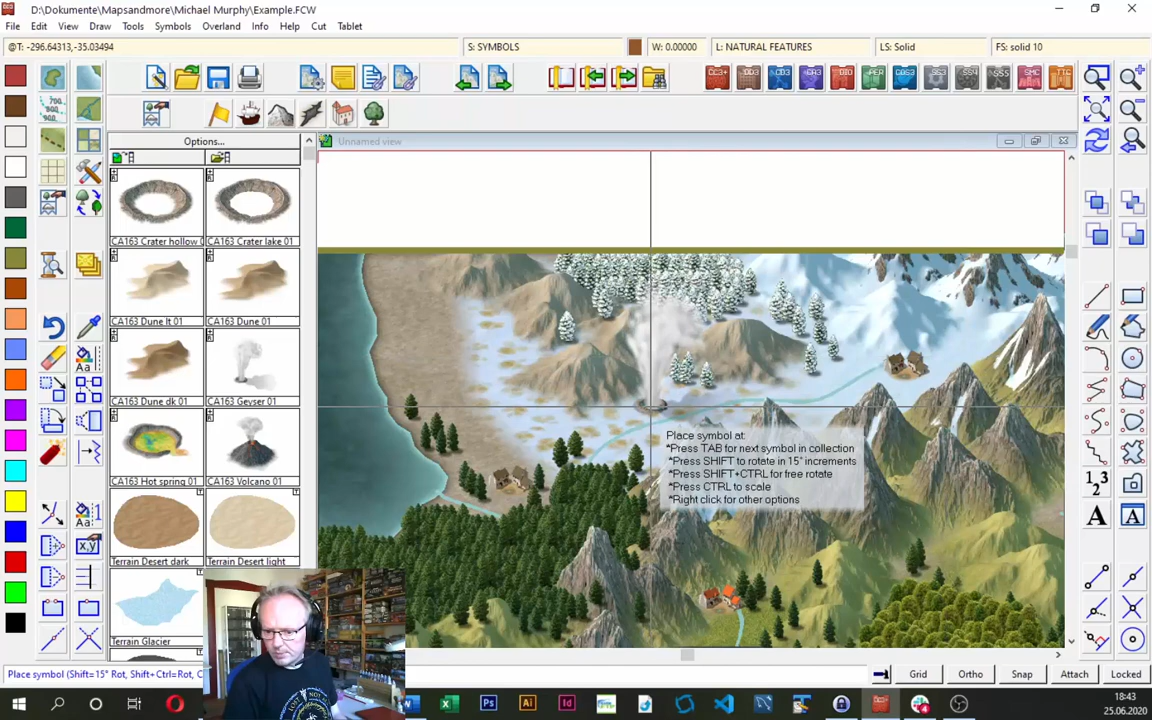 D:\Dokumente\Mapsandmore\Michael Murphy\Example.FCW
File Edit View Draw Tools Symbols Overland Info Help Cut Tablet
@T: -296.64313,-35.03494
S: SYMBOLS
W: 0.00000
L: NATURAL FEATURES
LS: Solid
FS: solid 10
Options...
Unnamed view
CA163 Crater hollow 0
CA163 Crater lake 01
CA163 Dune lt 01
CA163 Dune 01
CA163 Dune dk 01
CA163 Geyser 01
CA163 Hot spring 01
CA163 Volcano 01
Terrain Desert dark
Terrain Desert light
Terrain Glacier
Place symbol at:
*Press TAB for next symbol in collection
*Press SHIFT to rotate in 15° increments
*Press SHIFT+CTRL for free rotate
*Press CTRL to scale
*Right click for other options
Place symbol (Shift=15° Rot, Shift+Ctrl=Rot, C
Grid Ortho Snap Attach Locked
18:43
25.06.2020